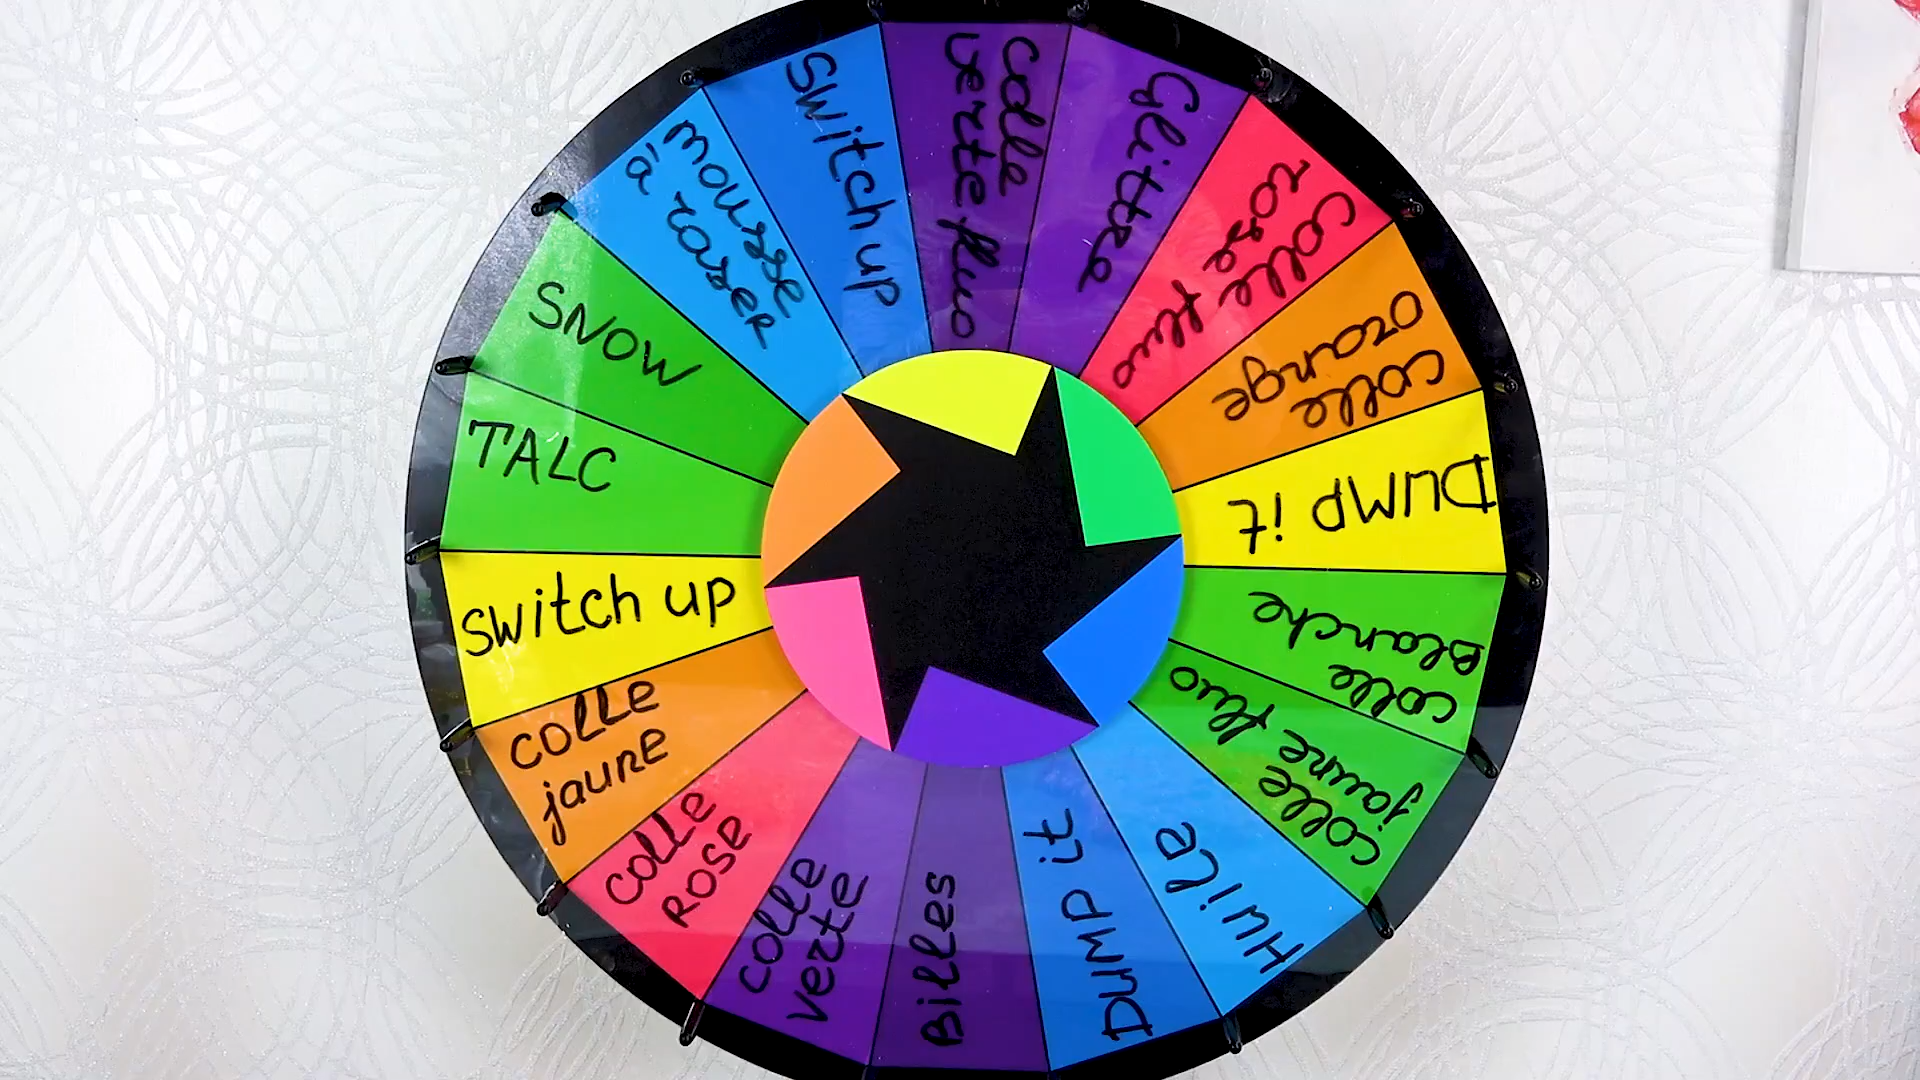 Switch up
Colle
verte fluo
Glitter
Colle
rose fluo
Colle
orange
DUMP it
Colle
Blanche
Colle
jaune fluo
Huile
DUMP it
Billes
Colle
verte
COLLE
ROSE
COLLE
jaune
Switch up
TALC
SNOW
mousse
à raser